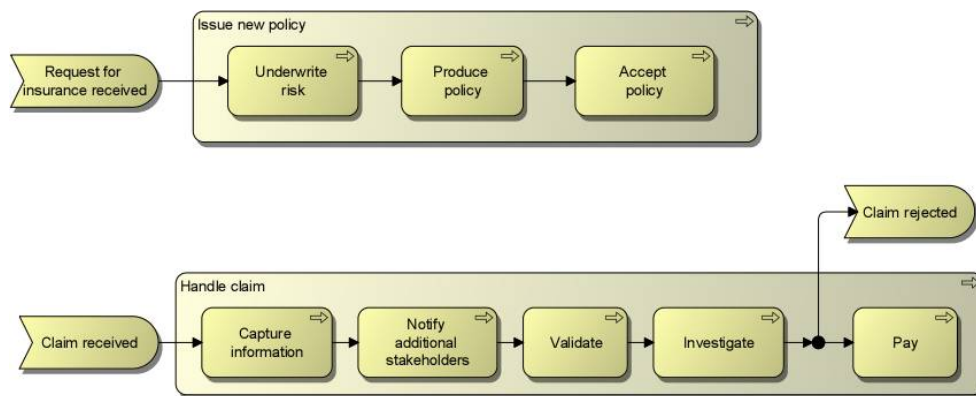 Issue new policy
Request for
insurance received
Underwrite
risk
Produce
policy
Accept
policy
Claim rejected
Handle claim
Claim received
Capture
information
Notify
additional
stakeholders
Validate
Investigate
Pay